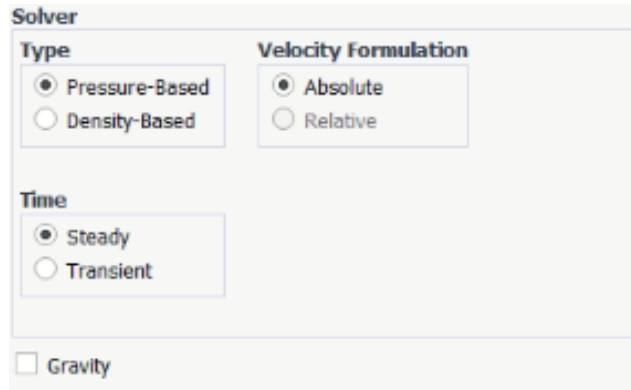 Solver
Type
Velocity Formulation
Pressure-Based
Absolute
Density-Based
Relative
Time
Steady
Transient
Gravity